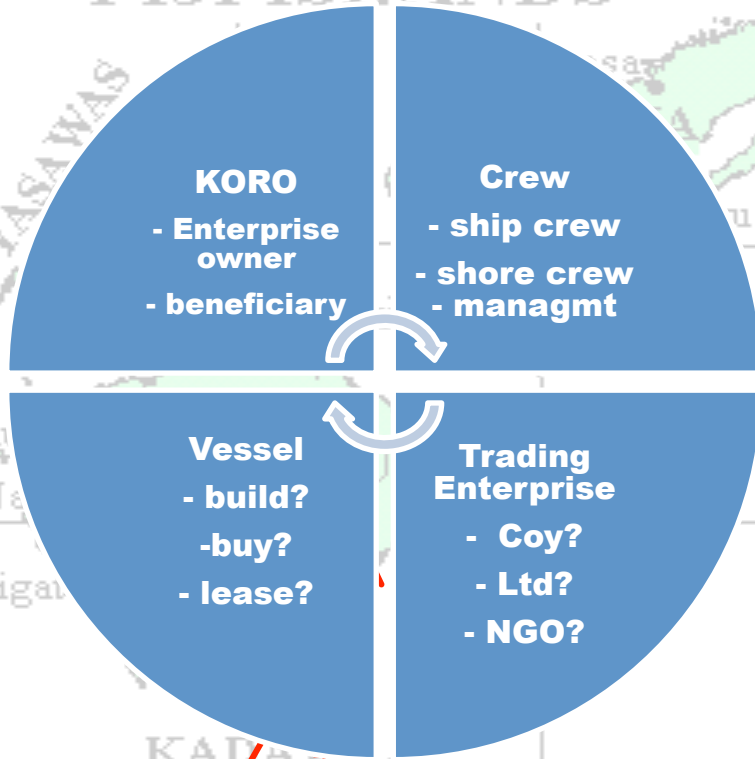 KORO
- Enterprise
owner
- beneficiary
Crew
- ship crew
- shore crew
- managmt
Vessel
- build?
-buy?
- lease?
Trading
Enterprise
- Coy?
- Ltd?
- NGO?
YASAWAS